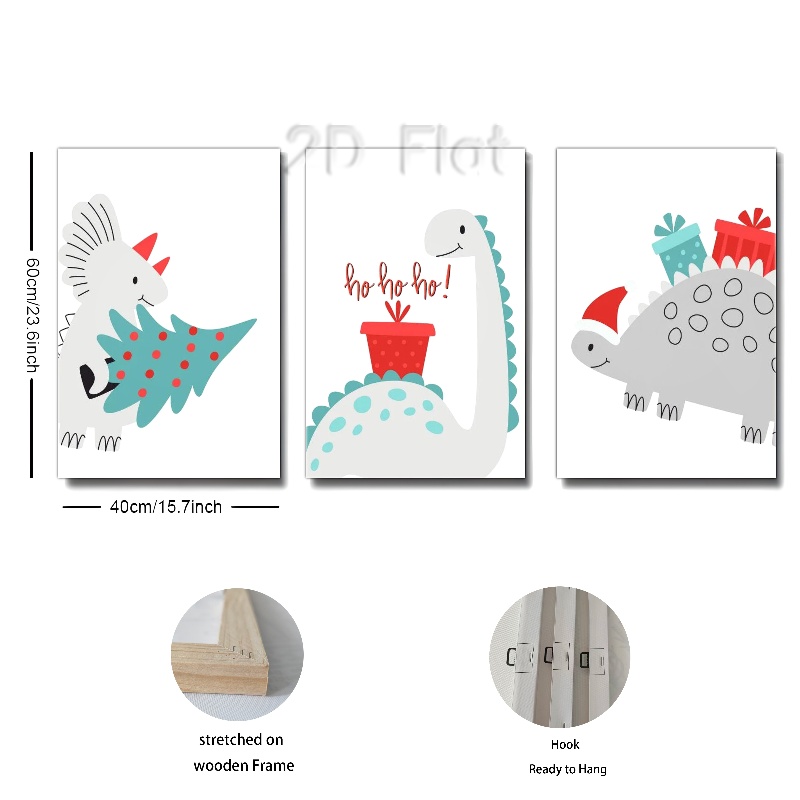 2D Flat
60cm/23.6inch
ho ho ho!
40cm/15.7inch
stretched on
wooden Frame
Hook
Ready to Hang